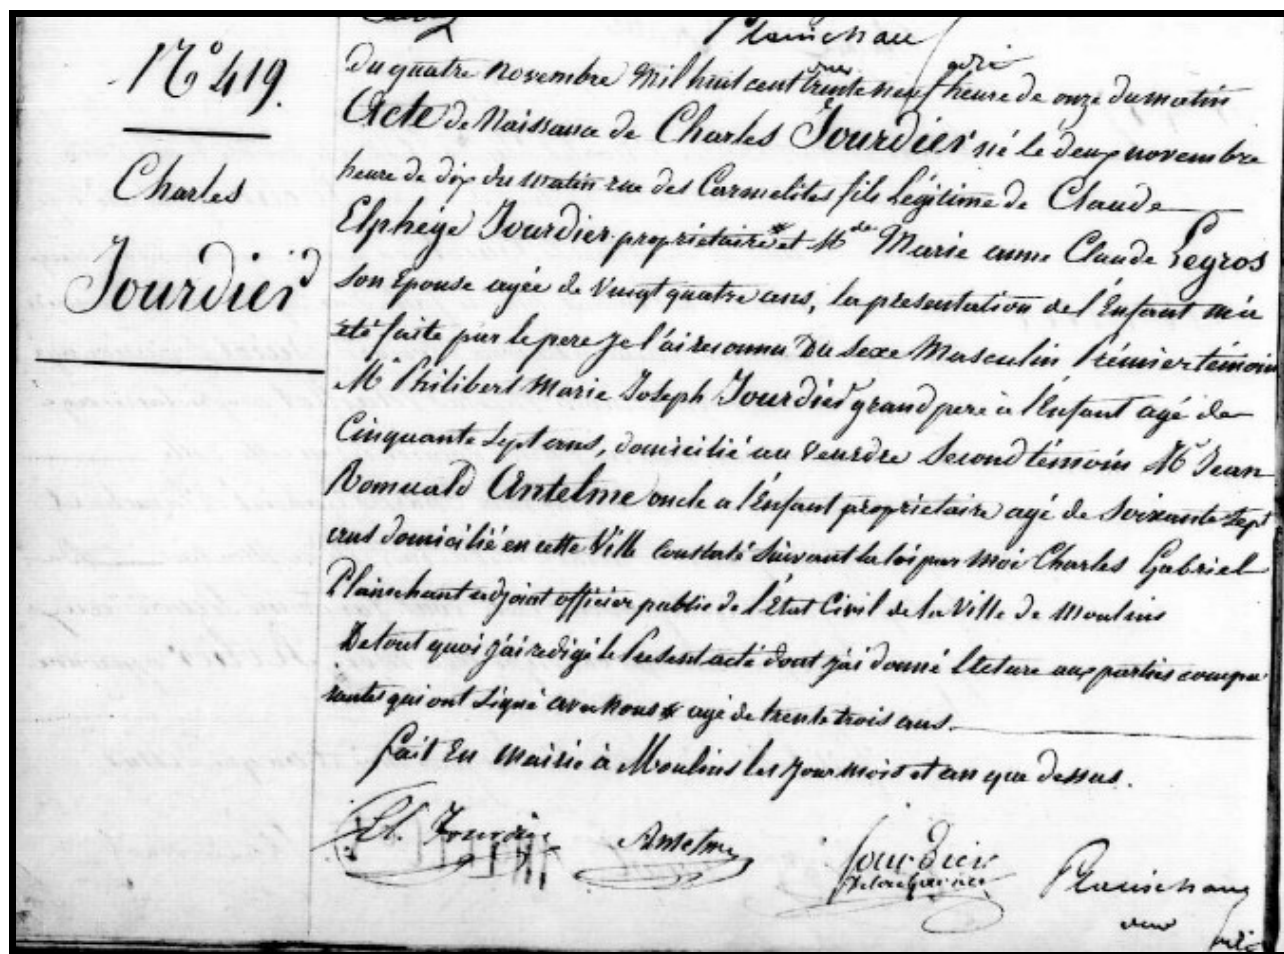 N° 419.
Charles
Jourdier
Plainchant
du quatre novembre Mil huit cent trente neuf heure de onze du matin
Acte de Naissance de Charles Jourdier né le deux novembre
heure de dix du matin rue des Carmelites fils Légitime de Claude
Elphège Jourdier propriétaire * et Mde Marie anne Claude Legros
son Epouse agée de Vingt quatre ans, la présentation de l'Enfant m'a
été faite par le pere je l'ai reconnu Du Sexe Masculin Prémier témoin
Mr Philibert Marie Joseph Jourdier grand pere à l'Enfant agé de
Cinquante Sept ans, domicilié au Veurdre Second témoin Mr Jean
Romuald Antelme oncle a l'Enfant propriétaire agé de Soixante Sept
ans domicilié en cette Ville Constaté Suivant la loi par Moi Charles Gabriel
Plainchant adjoint officier public de l'Etat Civil de la Ville de Moulins
De tout quoi j'ai redigé le Present acte dont j'ai donné lecture aux parties compa
rantes qui ont Signé avec Nous * agé de trente trois ans.
fait En Mairie à Moulins les jour mois et an que dessus.
Jourdier
Antelme
Jourdier
Plainchant